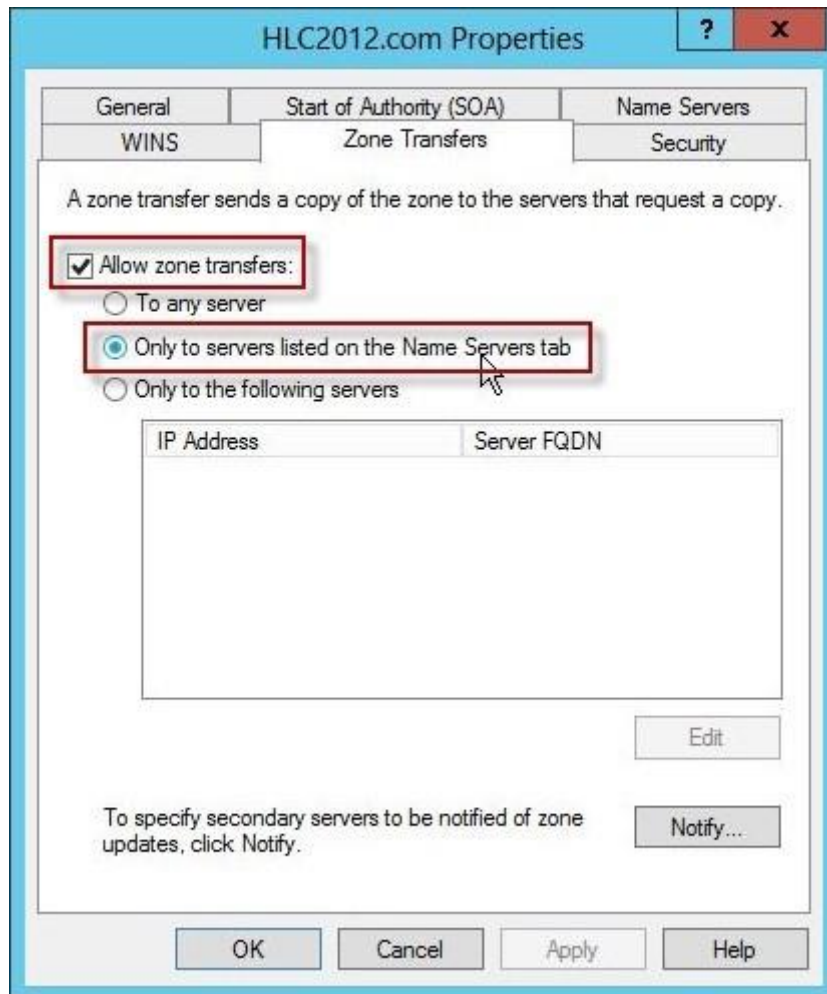 HLC2012.com Properties
?
x
General
Start of Authority (SOA)
Name Servers
WINS
Zone Transfers
Security
A zone transfer sends a copy of the zone to the servers that request a copy.
Allow zone transfers:
To any server
Only to servers listed on the Name Servers tab
Only to the following servers
IP Address
Server FQDN
Edit
To specify secondary servers to be notified of zone
updates, click Notify.
Notify...
OK
Cancel
Apply
Help